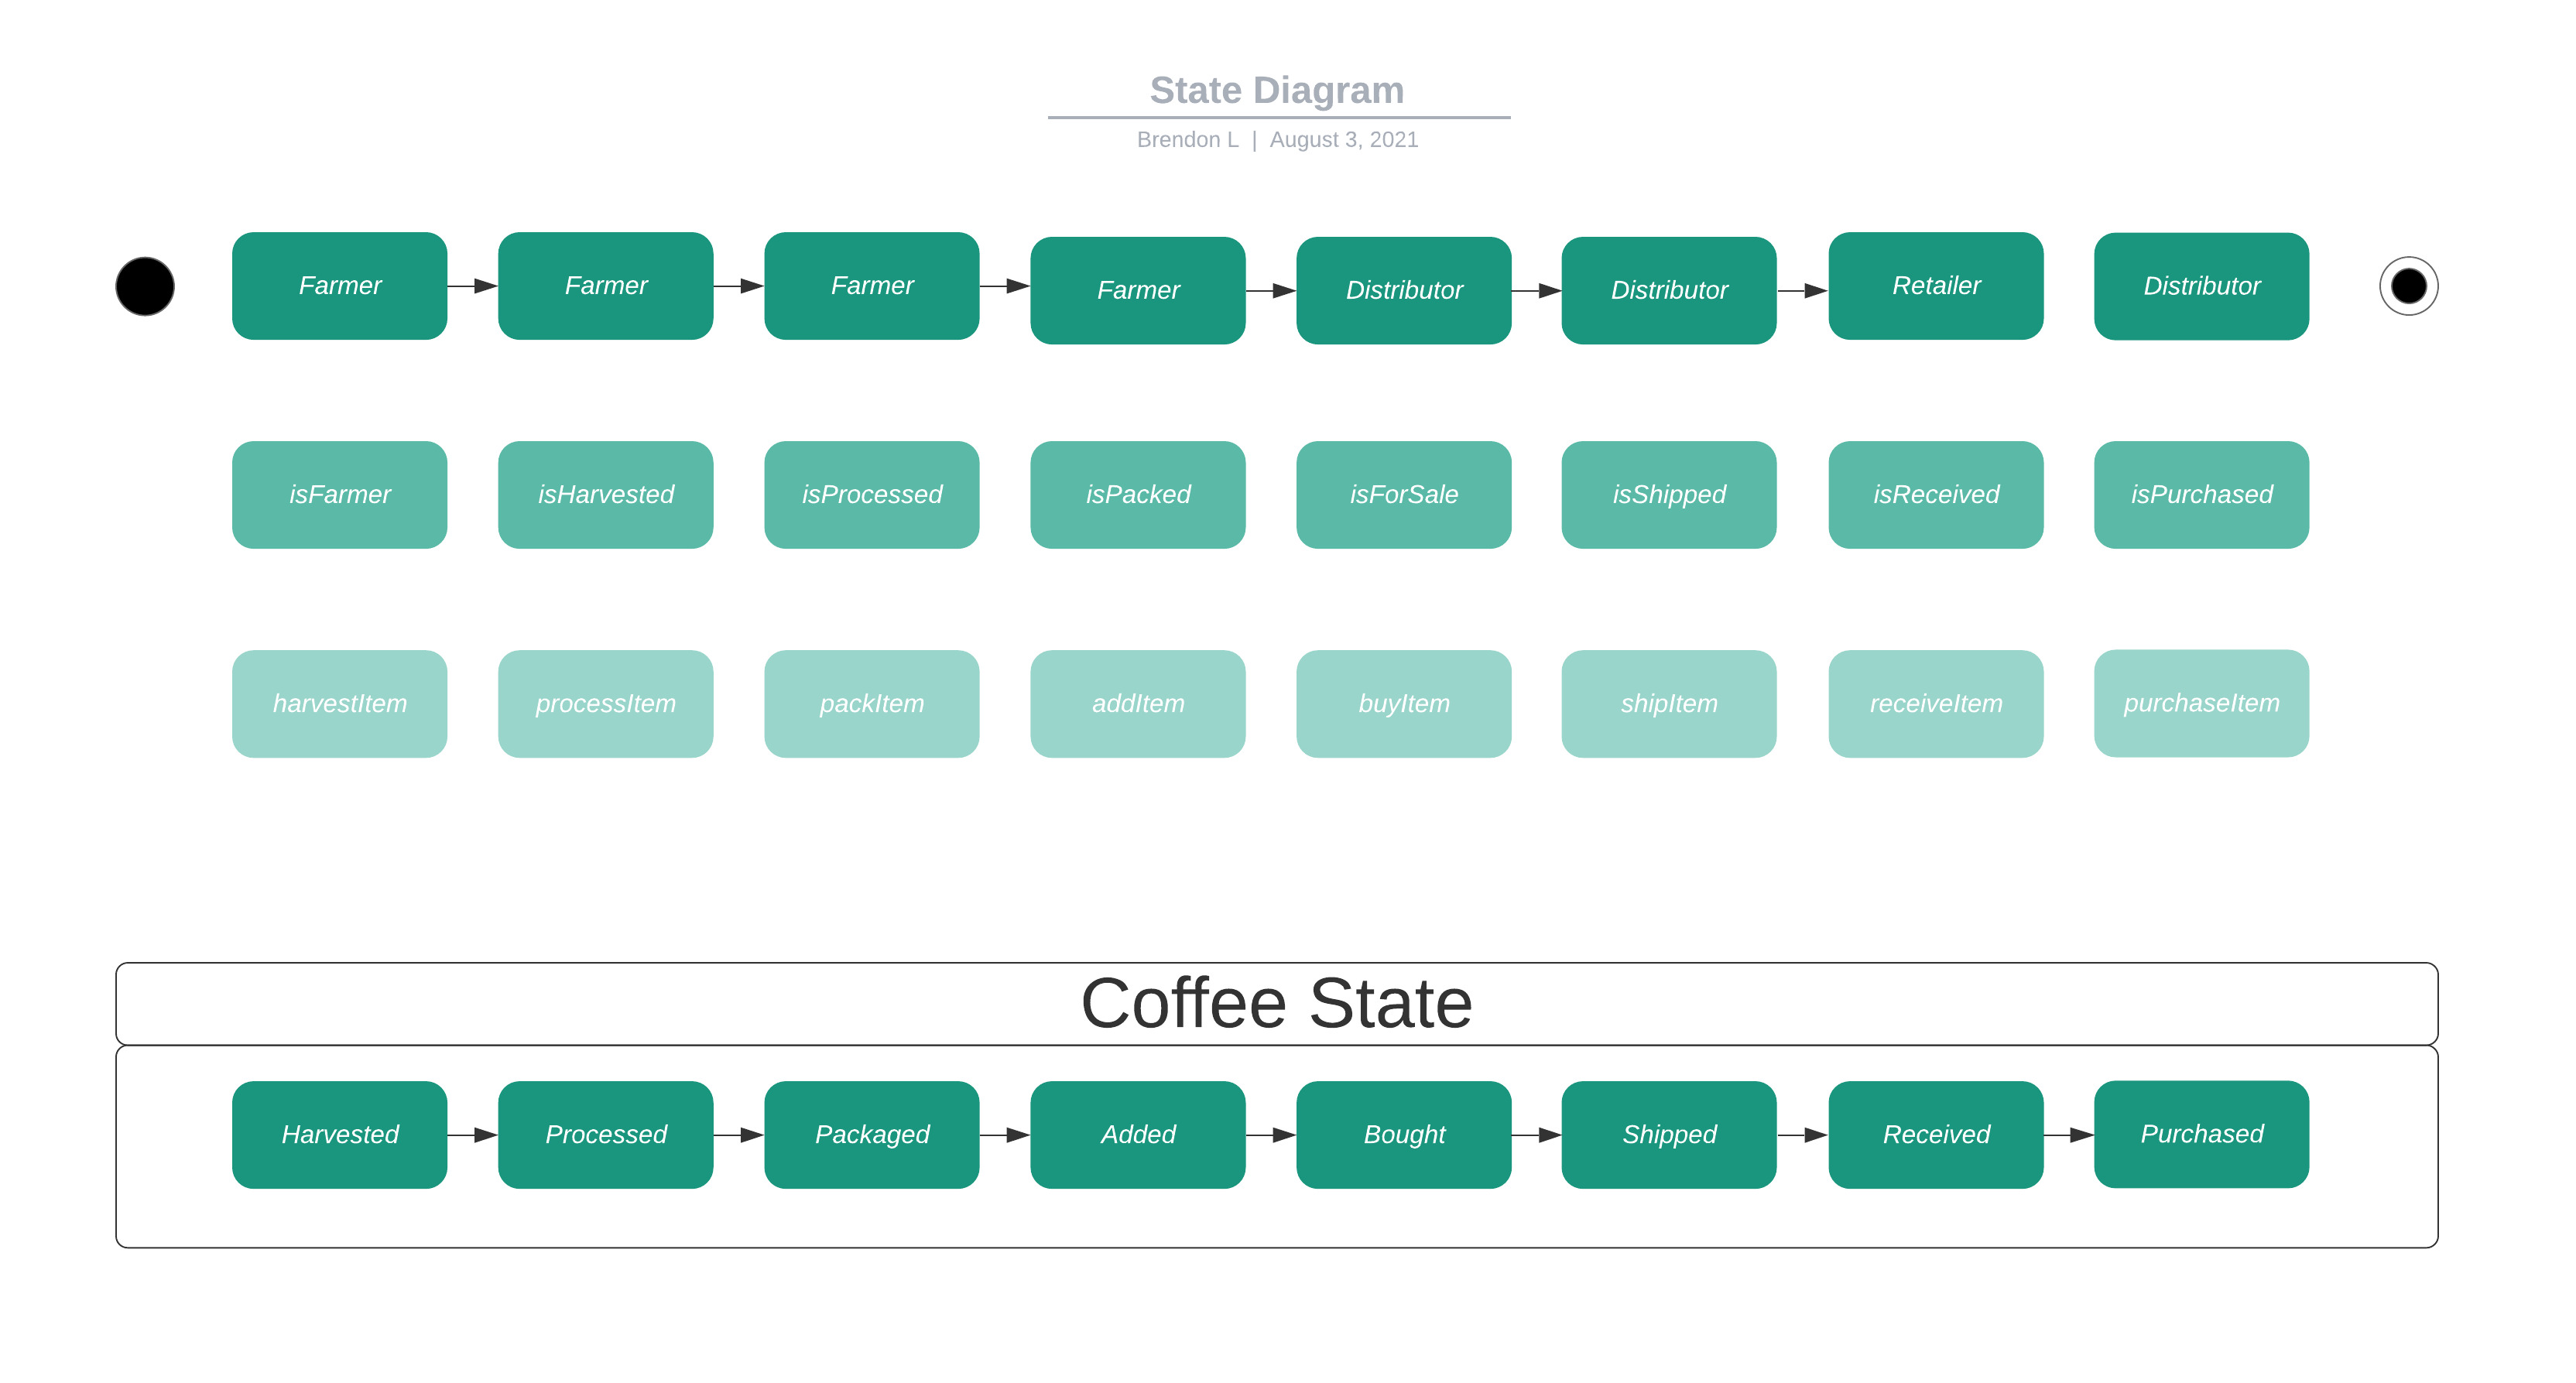 State Diagram
Brendon L | August 3, 2021
Farmer Farmer Farmer Farmer Distributor Distributor Retailer Distributor
isFarmer isHarvested isProcessed isPacked isForSale isShipped isReceived isPurchased
harvestItem processItem packItem addItem buyItem shipItem receiveItem purchaseItem
Coffee State
Harvested Processed Packaged Added Bought Shipped Received Purchased